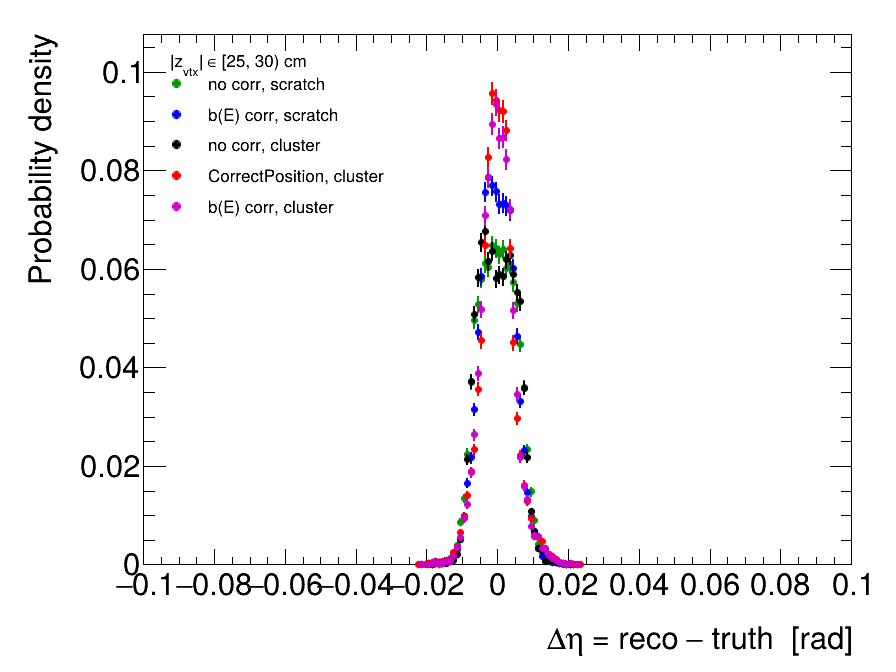 Probability density
0.1
0.08
0.06
0.04
0.02
0
|z_vtx| ∈ [25, 30) cm
no corr, scratch
b(E) corr, scratch
no corr, cluster
CorrectPosition, cluster
b(E) corr, cluster
−0.1 −0.08 −0.06 −0.04 −0.02 0 0.02 0.04 0.06 0.08 0.1
Δη = reco − truth [rad]